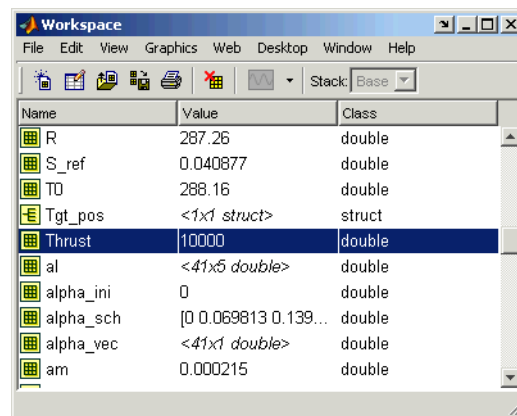 Workspace
File Edit View Graphics Web Desktop Window Help
Stack: Base
Name Value Class
R 287.26 double
S_ref 0.040877 double
T0 288.16 double
Tgt_pos <1x1 struct> struct
Thrust 10000 double
al <41x5 double> double
alpha_ini 0 double
alpha_sch [0 0.069813 0.139... double
alpha_vec <41x1 double> double
am 0.000215 double